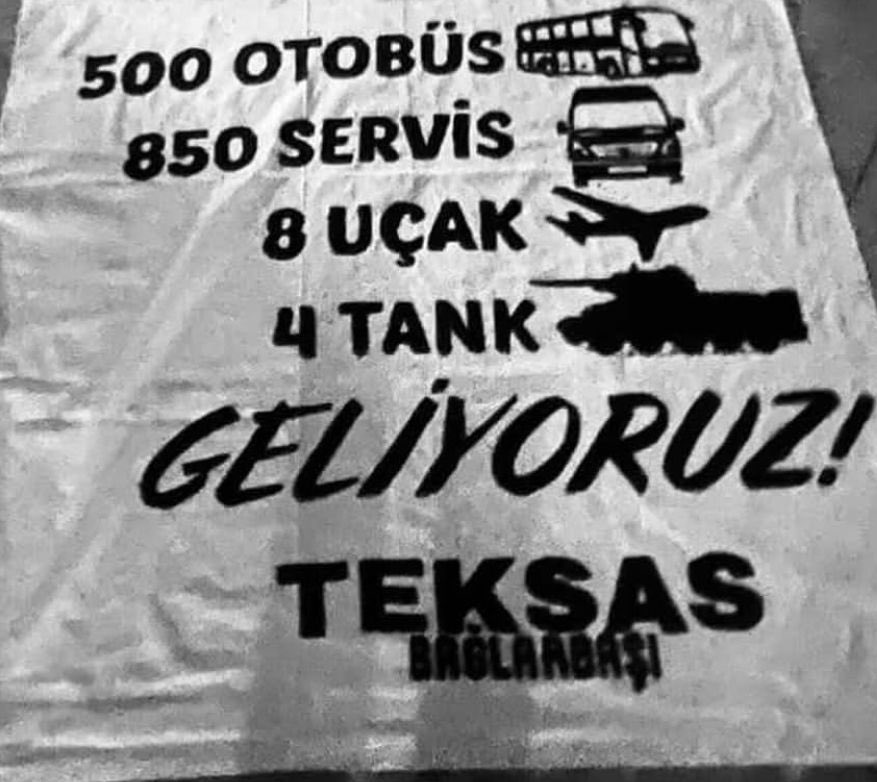 500 OTOBÜS
850 SERVİS
8 UÇAK
4 TANK
GELİYORUZ!
TEKSAS
BAĞLARBAŞI